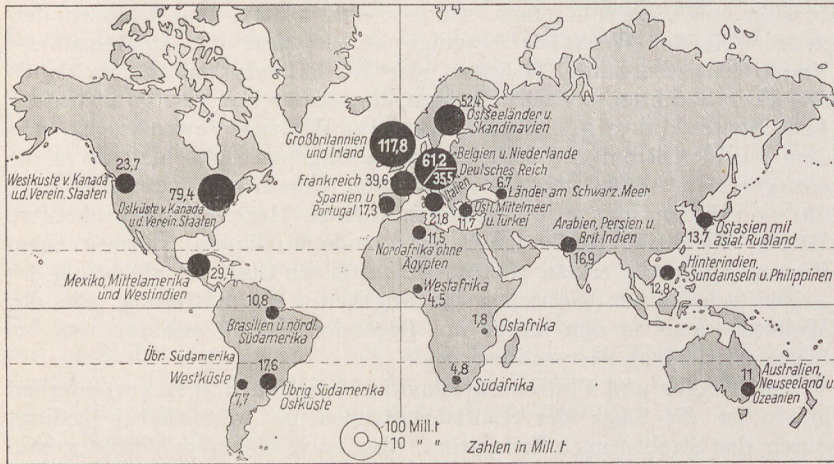 52,4
Ostseeländer u.
Skandinavien
Großbritannien
und Irland
117,8
61,2
35,5
Belgien u. Niederlande
Deutsches Reich
Frankreich
39,6
Italien
21,8
Spanien u.
Portugal
17,3
6,7
Länder am Schwarz. Meer
Östl. Mittelmeer
u. Türkei
11,7
23,7
Westküste v. Kanada
u.d.Verein. Staaten
79,4
Ostküste v. Kanada
u.d. Verein. Staaten
11,5
Nordafrika ohne
Ägypten
Arabien, Persien u.
Brit. Indien
16,9
13,7
Ostasien mit
asiat. Rußland
Hinterindien,
Sundainseln u. Philippinen
12,8
29,4
Mexiko, Mittelamerika
und Westindien
Westafrika
4,5
10,8
Brasilien u. nördl.
Südamerika
1,8
Ostafrika
Übr. Südamerika
Westküste
7,7
17,6
Übrig Südamerika
Ostküste
4,8
Südafrika
Australien,
Neuseeland u.
Ozeanien
11
100 Mill. t
10 " "
Zahlen in Mill. t